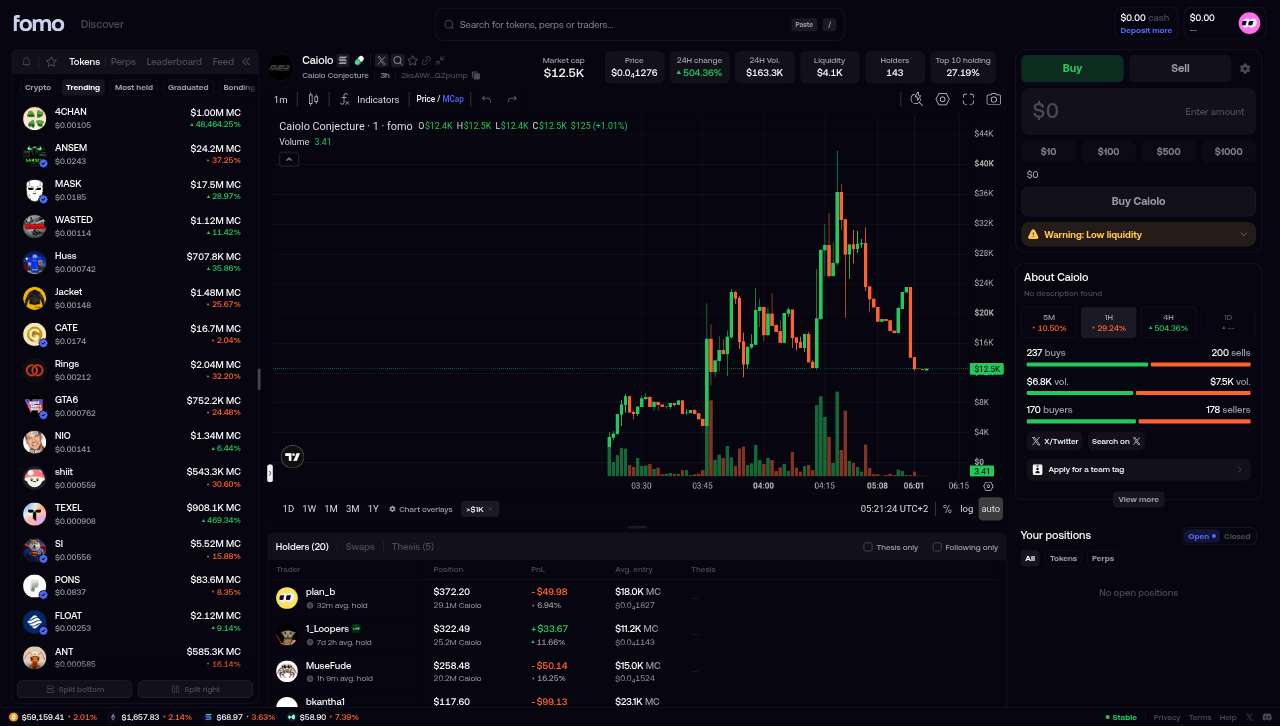 fomo
Discover
Search for tokens, perps or traders...
Paste
/
$0.00 cash
Deposit more
$0.00
—
Tokens Perps Leaderboard Feed
Crypto Trending Most held Graduated Bonding
4CHAN $1.00M MC
$0.00105 48,464.25%
ANSEM $24.2M MC
$0.0243 37.25%
MASK $17.5M MC
$0.0185 28.97%
WASTED $1.12M MC
$0.00114 11.42%
Huss $707.8K MC
$0.000742 35.86%
Jacket $1.48M MC
$0.00148 25.67%
CATE $16.7M MC
$0.0174 2.04%
Rings $2.04M MC
$0.00212 32.20%
GTA6 $752.2K MC
$0.000762 24.48%
NIO $1.34M MC
$0.00141 6.44%
shiit $543.3K MC
$0.000559 30.60%
TEXEL $908.1K MC
$0.000908 469.34%
SI $5.52M MC
$0.00556 15.88%
PONS $83.6M MC
$0.0837 8.35%
FLOAT $2.12M MC
$0.00253 9.14%
ANT $585.3K MC
$0.000585 16.14%
Split bottom Split right
Caiolo
Caiolo Conjecture 3h 2ksAW/...QZpump
Market cap
$12.5K
Price
$0.0₄1276
24H change
504.36%
24H Vol.
$163.3K
Liquidity
$4.1K
Holders
143
Top 10 holding
27.19%
1m Indicators Price / MCap
Caiolo Conjecture · 1 · fomo O$12.4K H$12.5K L$12.4K C$12.5K $125 (+1.01%)
Volume 3.41
$44K
$40K
$36K
$32K
$28K
$24K
$20K
$16K
$12.5K
$8K
$4K
$0
3.41
03:30 03:45 04:00 04:15 05:08 06:01 06:15
1D 1W 1M 3M 1Y Chart overlays >$1K
05:21:24 UTC+2 % log auto
Holders (20) Swaps Thesis (5)
Thesis only Following only
Trader Position PnL Avg. entry Thesis
plan_b $372.20 -$49.98 $18.0K MC
32m avg. hold 29.1M Caiolo 6.94% $0.0₄1827
1_Loopers $322.49 +$33.67 $11.2K MC
7d 2h avg. hold 25.2M Caiolo 11.66% $0.0₄1143
MuseFude $258.48 -$50.14 $15.0K MC
1h 9m avg. hold 20.2M Caiolo 16.25% $0.0₄1524
bkantha1 $117.60 -$99.13 $23.1K MC
Buy Sell
$0 Enter amount
$10 $100 $500 $1000
$0
Buy Caiolo
Warning: Low liquidity
About Caiolo
No description found
5M 1H 4H 1D
10.50% 29.24% 504.36% --
237 buys 200 sells
$6.8K vol. $7.5K vol.
170 buyers 178 sellers
X/Twitter Search on X
Apply for a team tag
View more
Your positions
Open Closed
All Tokens Perps
No open positions
$59,159.41 2.01% $1,657.83 2.14% $68.97 3.63% $58.90 7.39%
Stable Privacy Terms Help